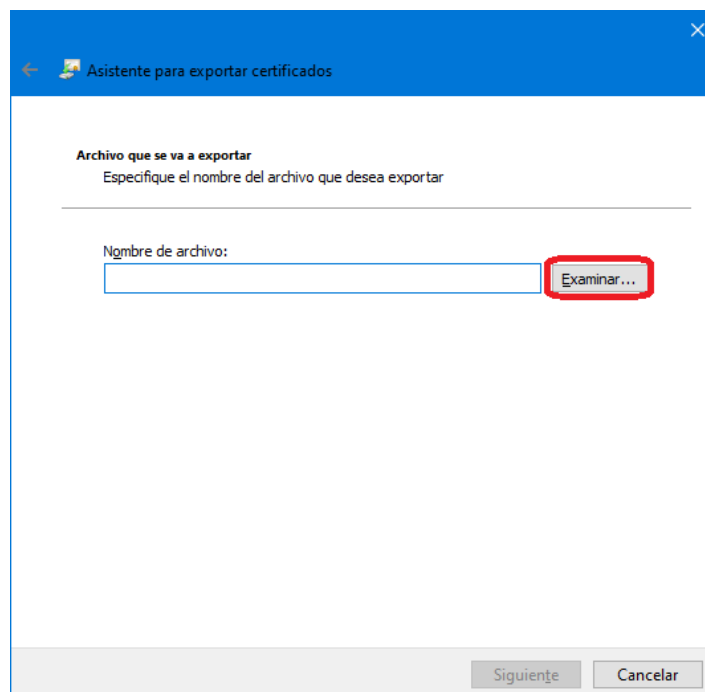 Asistente para exportar certificados
Archivo que se va a exportar
Especifique el nombre del archivo que desea exportar
Nombre de archivo:
Examinar...
Siguiente
Cancelar